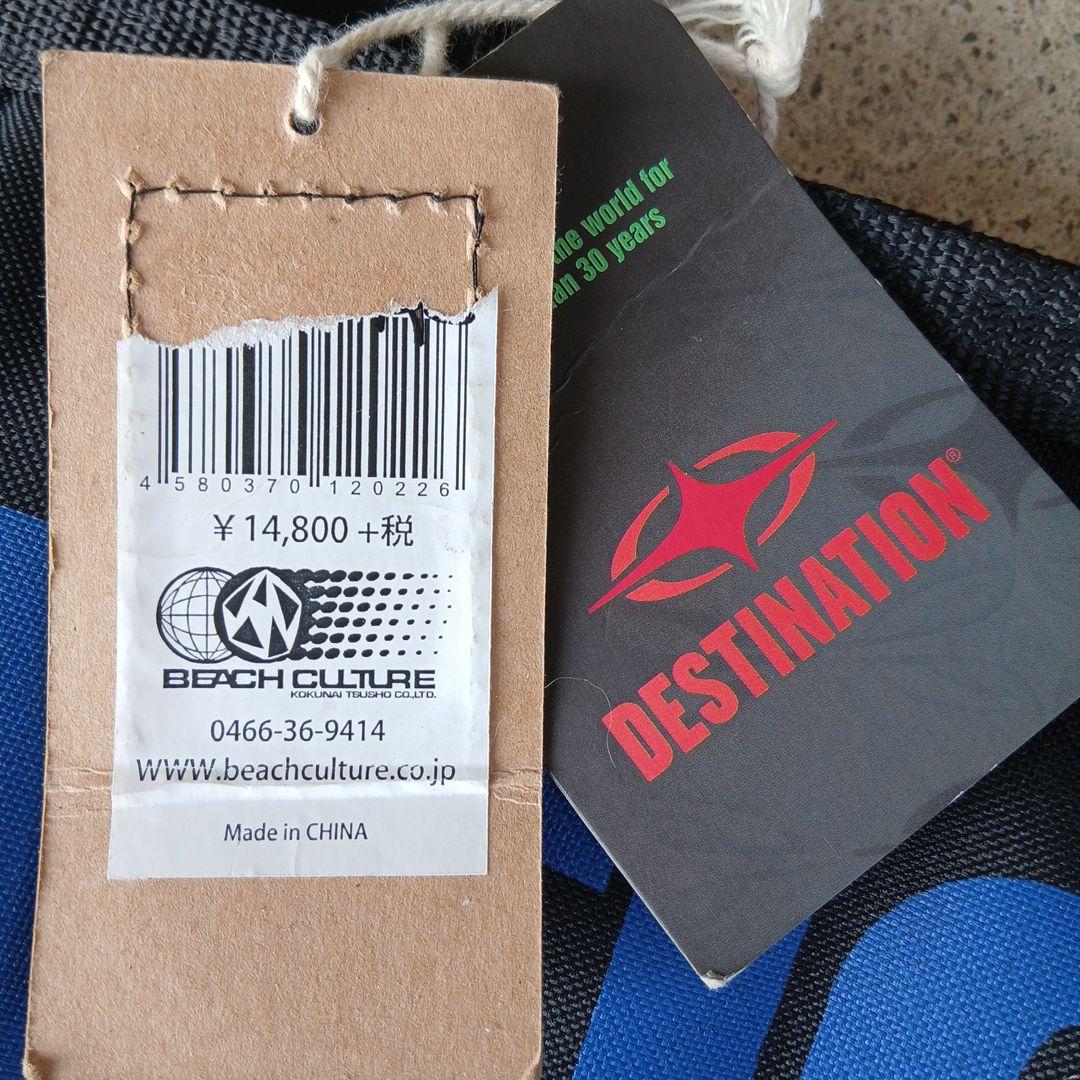 4 580370 120226
¥ 14,800 +税
BEACH CULTURE
KOKUNAI TSUSHO CO.,LTD.
0466-36-9414
WWW.beachculture.co.jp
Made in CHINA
the world for
30 years
DESTINATION®